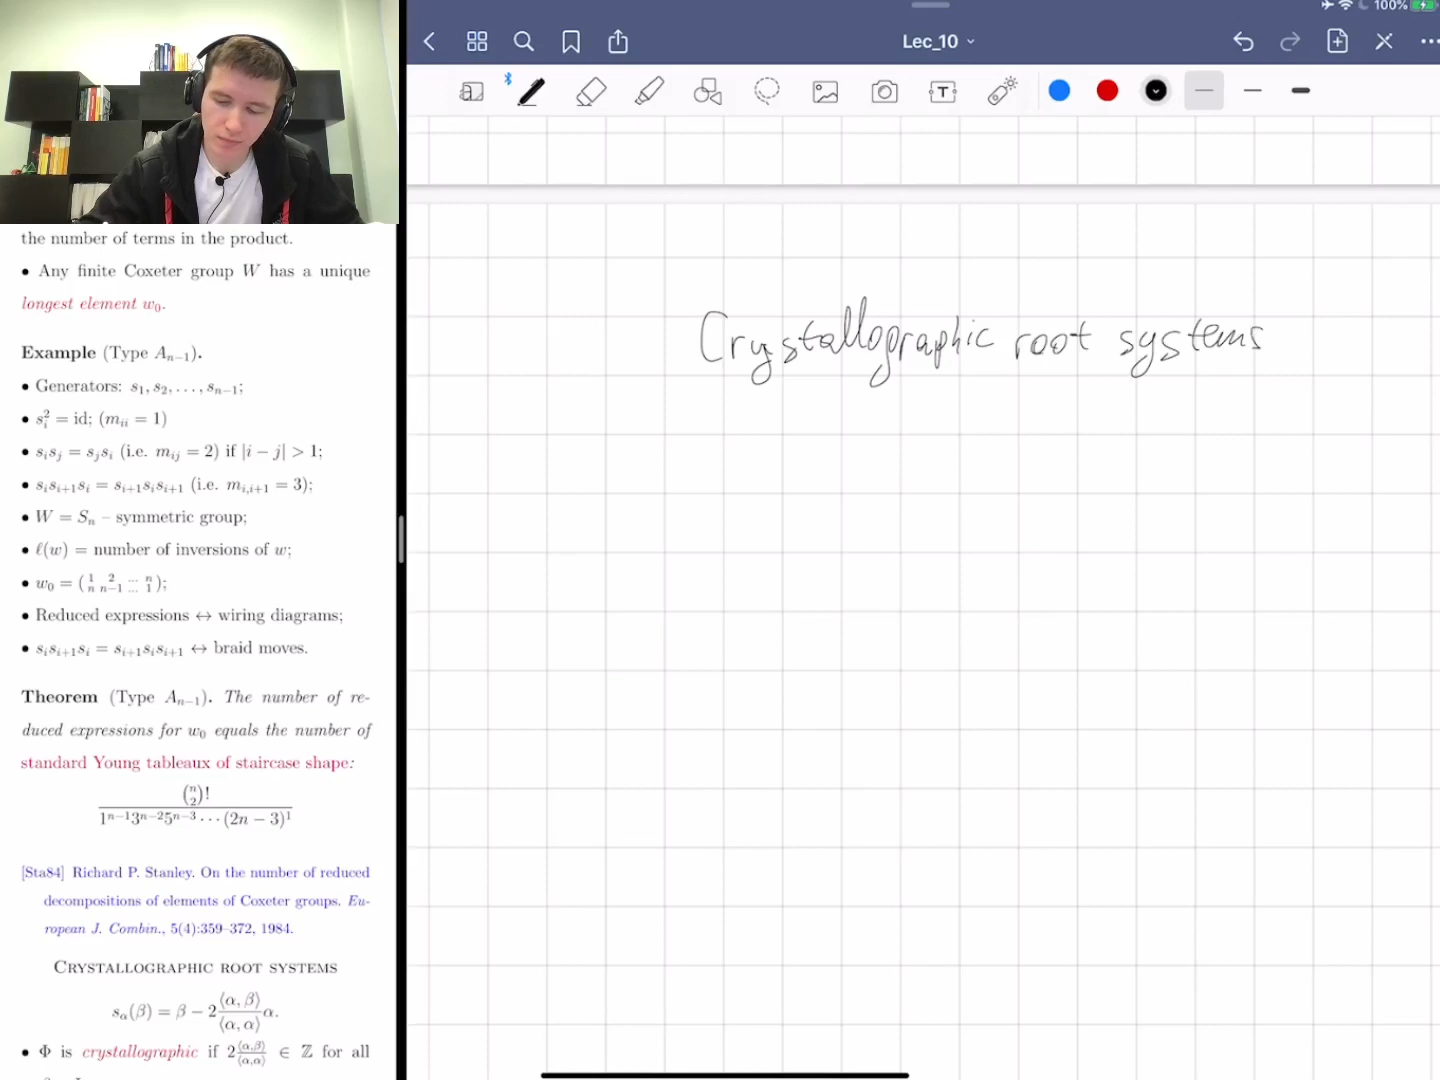 100%
Lec_10
T
the number of terms in the product.
• Any finite Coxeter group W has a unique
longest element w₀.
Example (Type Aₙ₋₁).
• Generators: s₁, s₂, . . . , sₙ₋₁;
• sᵢ² = id; (mᵢᵢ = 1)
• sᵢsⱼ = sⱼsᵢ (i.e. mᵢⱼ = 2) if |i − j| > 1;
• sᵢsᵢ₊₁sᵢ = sᵢ₊₁sᵢsᵢ₊₁ (i.e. mᵢ,ᵢ₊₁ = 3);
• W = Sₙ – symmetric group;
• ℓ(w) = number of inversions of w;
• w₀ = (1 2 ... n / n n−1 ... 1);
• Reduced expressions ↔ wiring diagrams;
• sᵢsᵢ₊₁sᵢ = sᵢ₊₁sᵢsᵢ₊₁ ↔ braid moves.
Theorem (Type Aₙ₋₁). The number of re-
duced expressions for w₀ equals the number of
standard Young tableaux of staircase shape:
(n 2)!
1ⁿ⁻¹3ⁿ⁻²5ⁿ⁻³ · · · (2n − 3)¹
[Sta84] Richard P. Stanley. On the number of reduced
decompositions of elements of Coxeter groups. Eu-
ropean J. Combin., 5(4):359–372, 1984.
Crystallographic root systems
s_α(β) = β − 2 ⟨α, β⟩/⟨α, α⟩ α.
• Φ is crystallographic if 2 ⟨α,β⟩/⟨α,α⟩ ∈ ℤ for all
Crystallographic root systems